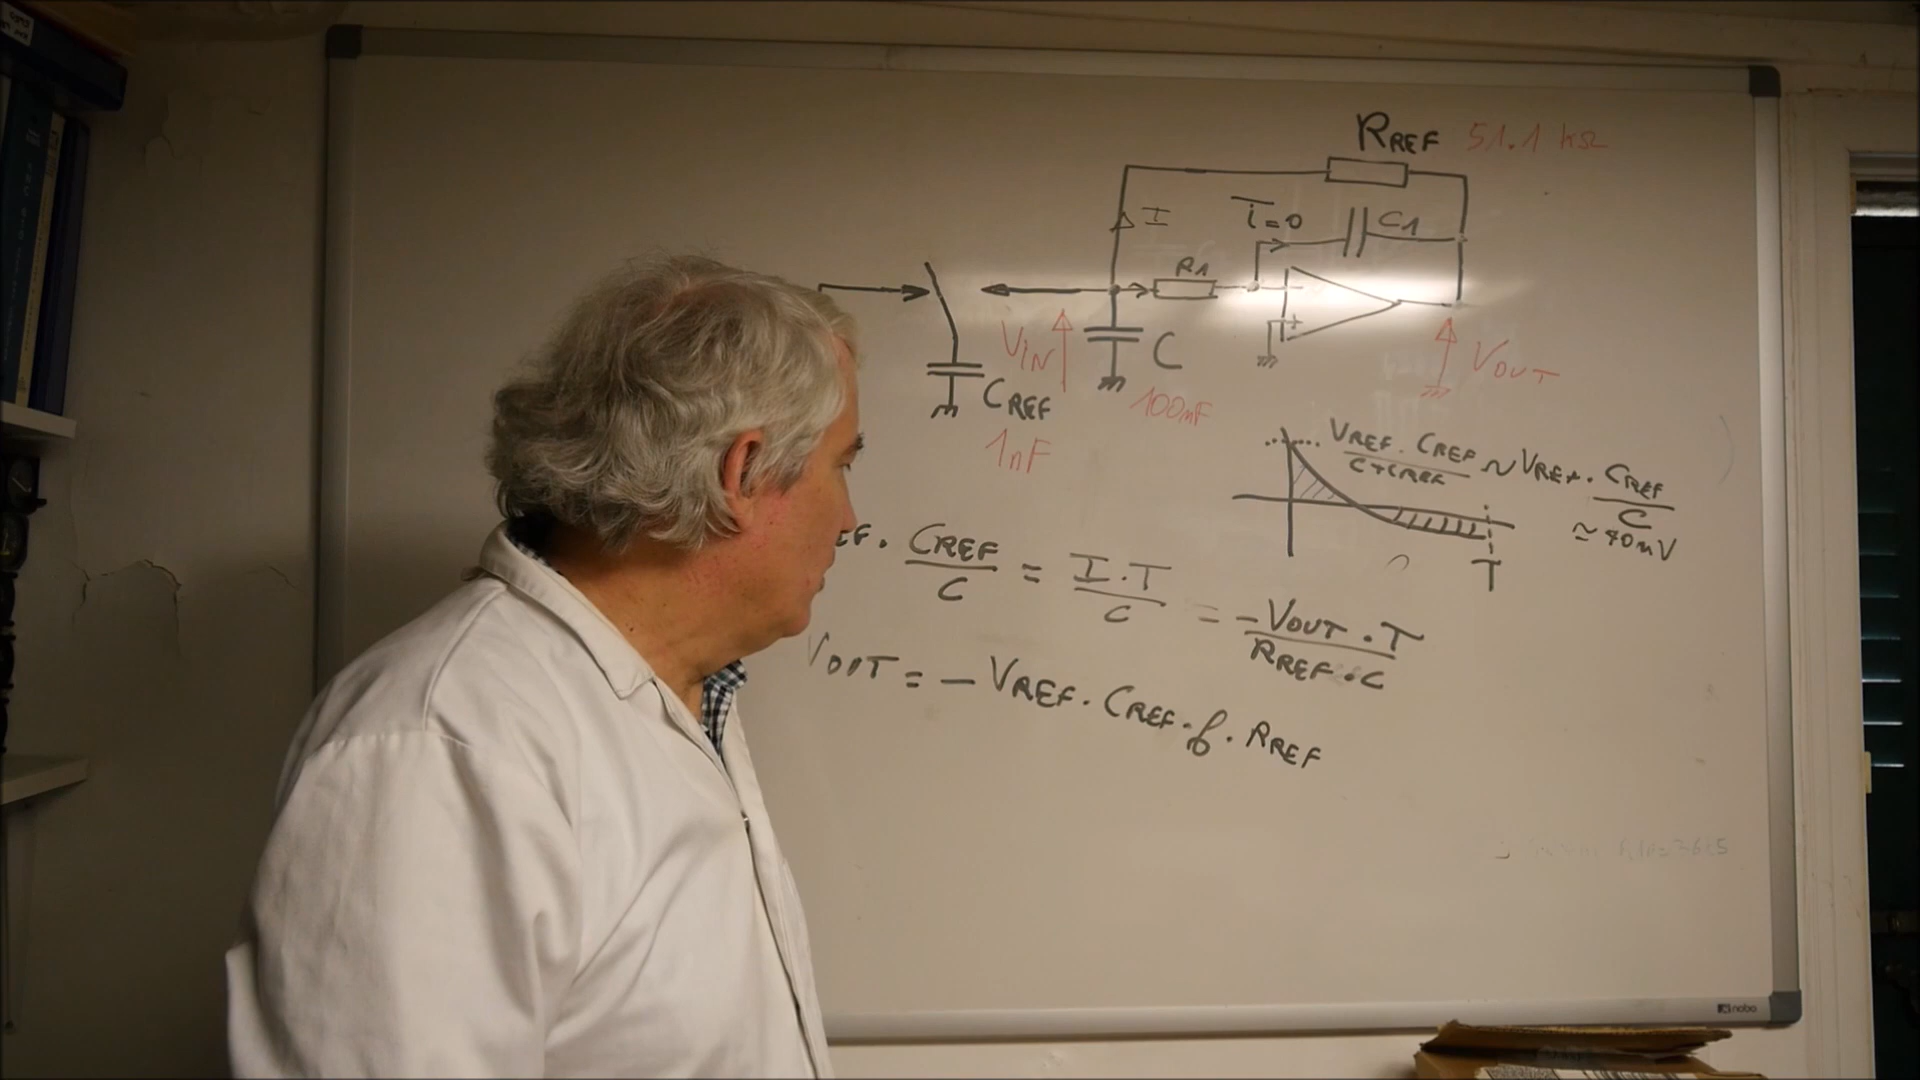 RREF 51.1 kΩ
I
I=0
C1
R1
VIN
C
CREF
100nF
1nF
VOUT
VREF. CREF / C+CREF ~ VREF. CREF / C
≈ 40mV
T
EF. CREF / C = I.T / C = -VOUT.T / RREF.C
VOUT = - VREF. CREF. f. RREF
nobo